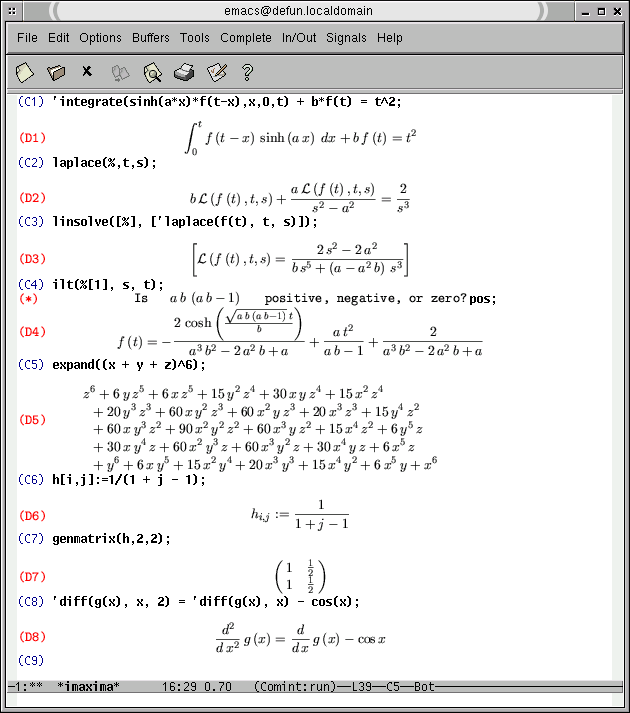 emacs@defun.localdomain
File Edit Options Buffers Tools Complete In/Out Signals Help
(C1) 'integrate(sinh(a*x)*f(t-x),x,0,t) + b*f(t) = t^2;
(D1) ∫_0^t f (t − x) sinh (a x) dx + b f (t) = t^2
(C2) laplace(%,t,s);
(D2) b ℒ (f (t) , t, s) + \frac{a ℒ (f (t) , t, s)}{s^2 − a^2} = \frac{2}{s^3}
(C3) linsolve([%], ['laplace(f(t), t, s)]);
(D3) [ℒ (f (t) , t, s) = \frac{2 s^2 − 2 a^2}{b s^5 + (a − a^2 b) s^3}]
(C4) ilt(%[1], s, t);
(*) Is a b (a b − 1) positive, negative, or zero? pos;
(D4) f (t) = − \frac{2 cosh (\frac{\sqrt{a b (a b−1)} t}{b})}{a^3 b^2 − 2 a^2 b + a} + \frac{a t^2}{a b − 1} + \frac{2}{a^3 b^2 − 2 a^2 b + a}
(C5) expand((x + y + z)^6);
z^6 + 6 y z^5 + 6 x z^5 + 15 y^2 z^4 + 30 x y z^4 + 15 x^2 z^4
+ 20 y^3 z^3 + 60 x y^2 z^3 + 60 x^2 y z^3 + 20 x^3 z^3 + 15 y^4 z^2
(D5) + 60 x y^3 z^2 + 90 x^2 y^2 z^2 + 60 x^3 y z^2 + 15 x^4 z^2 + 6 y^5 z
+ 30 x y^4 z + 60 x^2 y^3 z + 60 x^3 y^2 z + 30 x^4 y z + 6 x^5 z
+ y^6 + 6 x y^5 + 15 x^2 y^4 + 20 x^3 y^3 + 15 x^4 y^2 + 6 x^5 y + x^6
(C6) h[i,j]:=1/(1 + j - 1);
(D6) h_{i,j} := \frac{1}{1 + j − 1}
(C7) genmatrix(h,2,2);
(D7) \begin{pmatrix} 1 & \frac{1}{2} \\ 1 & \frac{1}{2} \end{pmatrix}
(C8) 'diff(g(x), x, 2) = 'diff(g(x), x) - cos(x);
(D8) \frac{d^2}{d x^2} g (x) = \frac{d}{d x} g (x) − cos x
(C9)
—1:** *imaxima* 16:29 0.70 (Comint:run)—L39—C5—Bot—